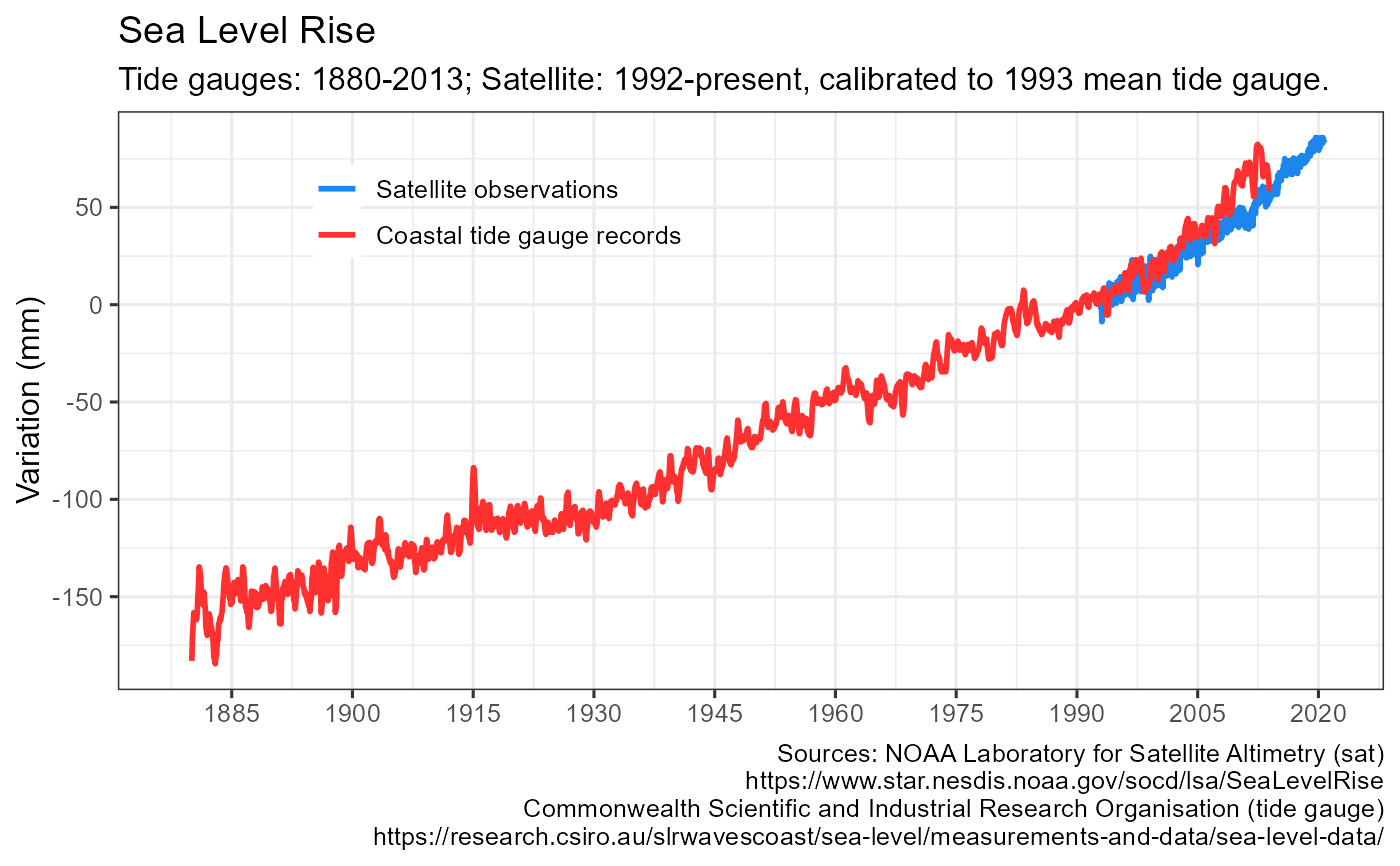 Sea Level Rise
Tide gauges: 1880-2013; Satellite: 1992-present, calibrated to 1993 mean tide gauge.
Satellite observations
Coastal tide gauge records
Variation (mm)
50
0
-50
-100
-150
1885 1900 1915 1930 1945 1960 1975 1990 2005 2020
Sources: NOAA Laboratory for Satellite Altimetry (sat)
https://www.star.nesdis.noaa.gov/socd/lsa/SeaLevelRise
Commonwealth Scientific and Industrial Research Organisation (tide gauge)
https://research.csiro.au/slrwavescoast/sea-level/measurements-and-data/sea-level-data/